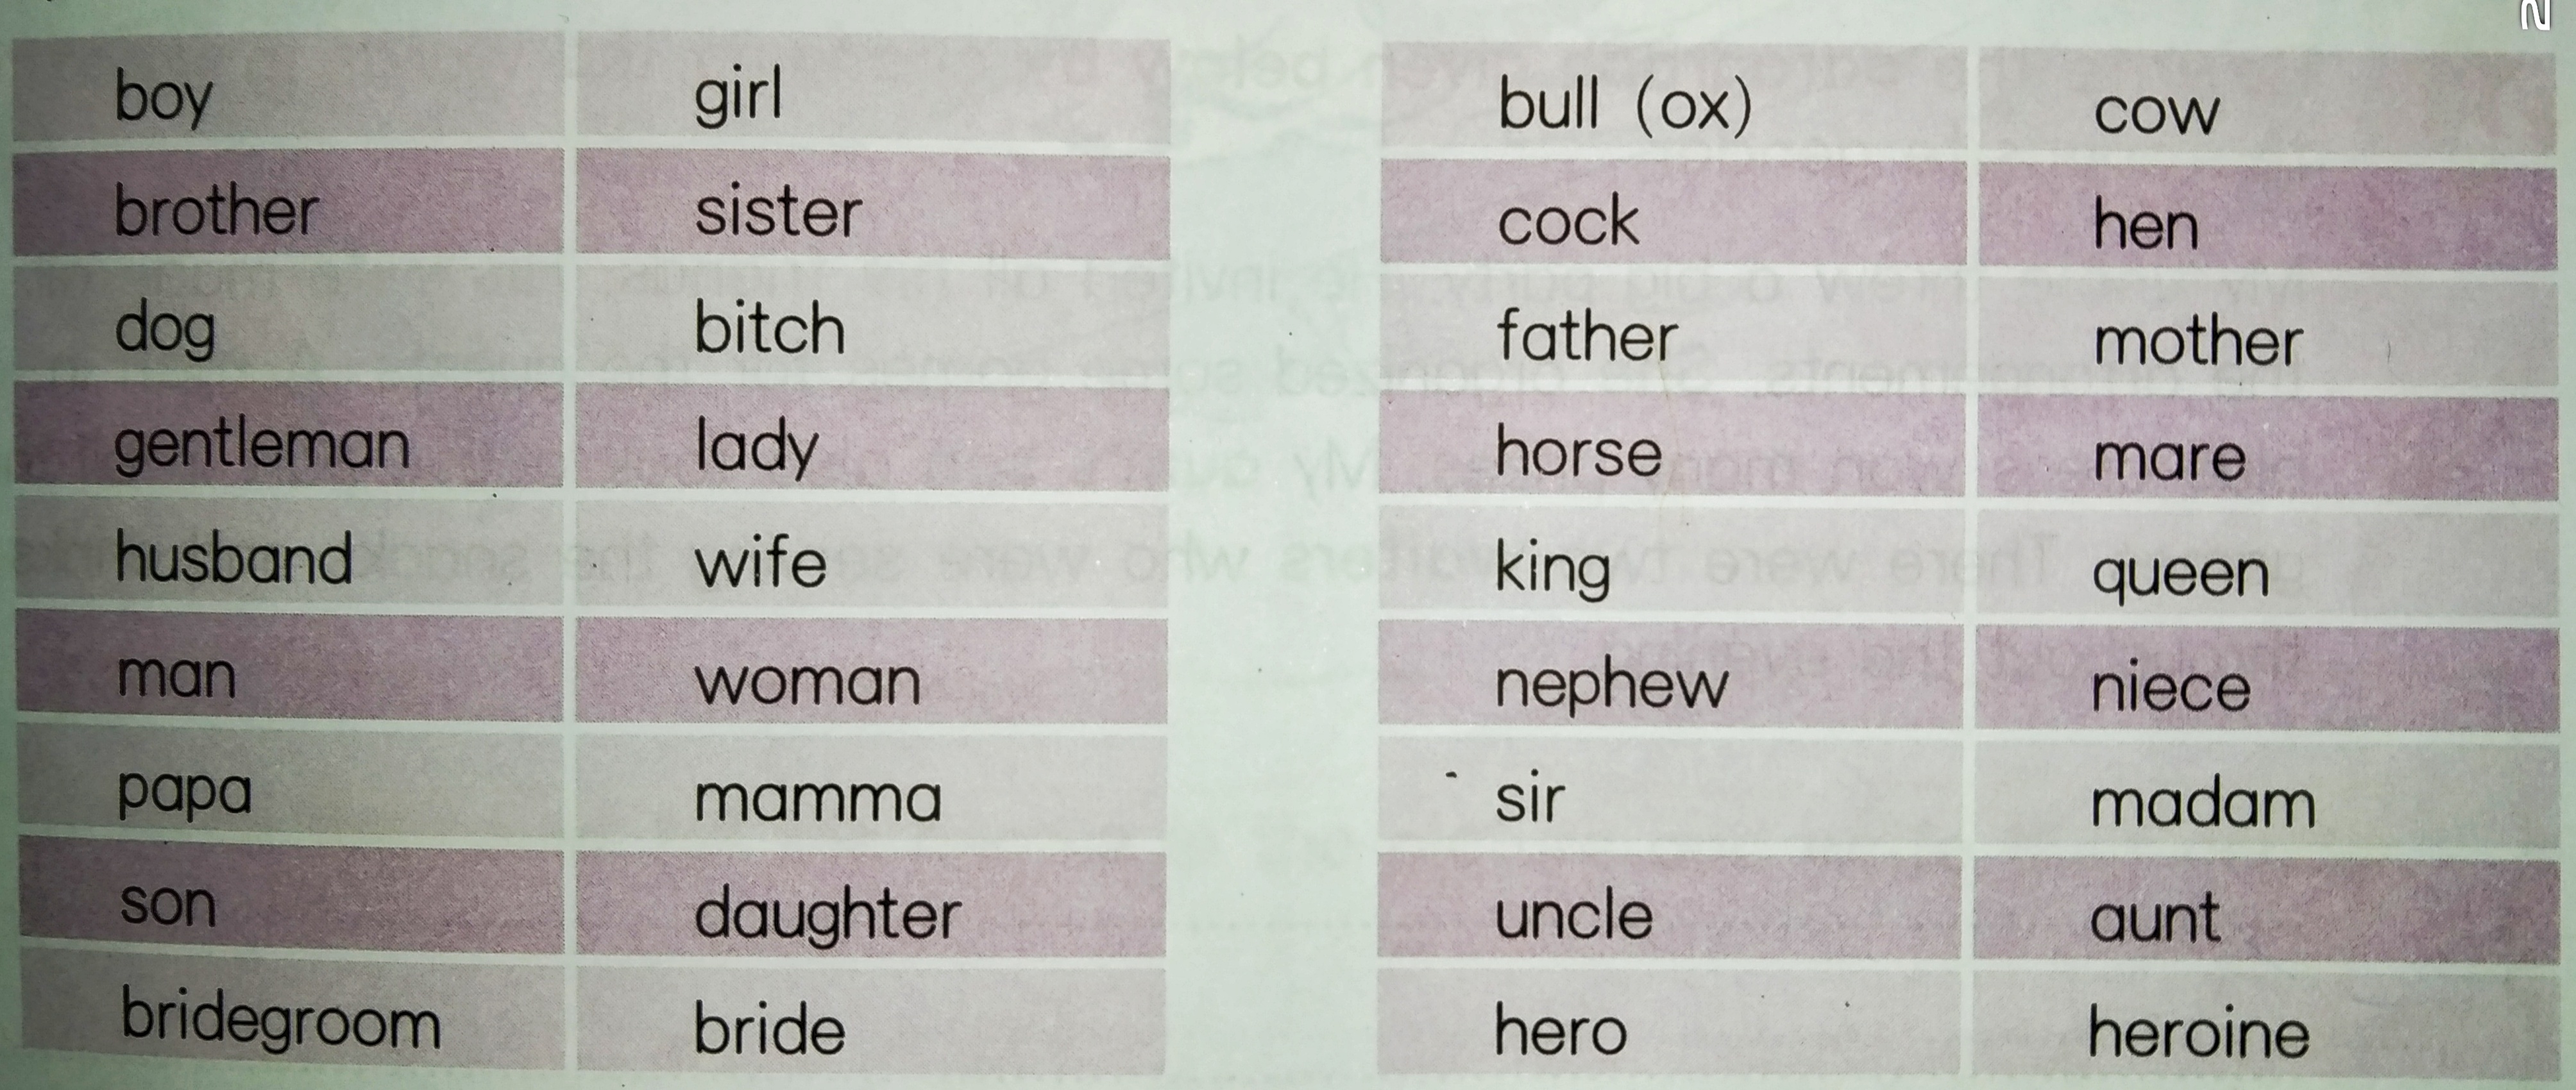 boy girl bull (ox) cow
brother sister cock hen
dog bitch father mother
gentleman lady horse mare
husband wife king queen
man woman nephew niece
papa mamma sir madam
son daughter uncle aunt
bridegroom bride hero heroine